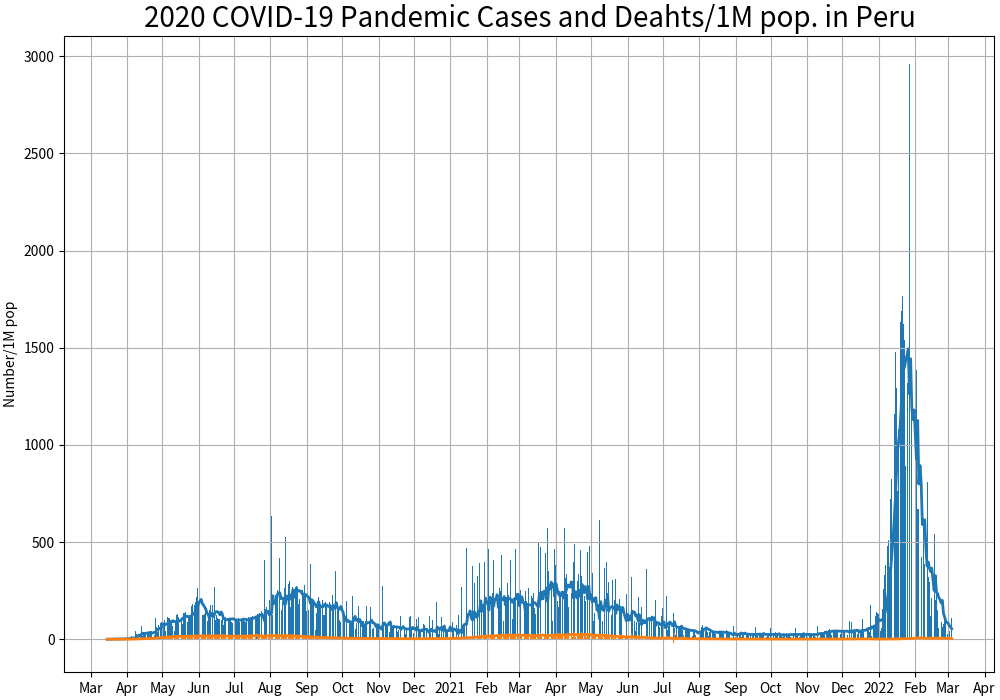 2020 COVID-19 Pandemic Cases and Deahts/1M pop. in Peru
Number/1M pop
3000
2500
2000
1500
1000
500
0
Mar Apr May Jun Jul Aug Sep Oct Nov Dec 2021 Feb Mar Apr May Jun Jul Aug Sep Oct Nov Dec 2022 Feb Mar Apr